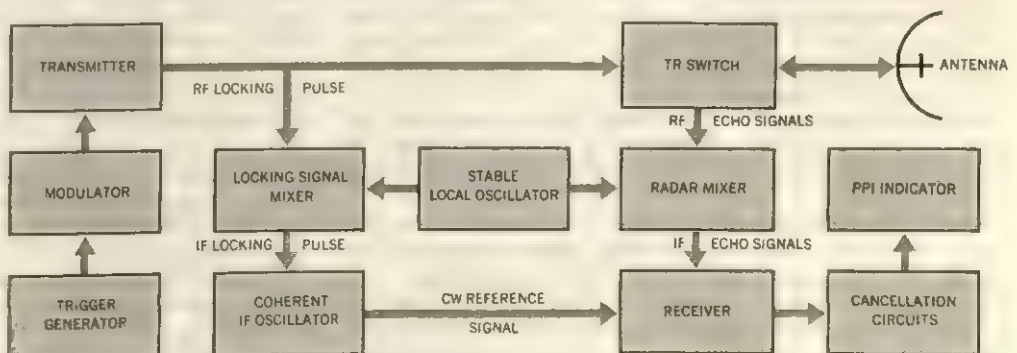 TRANSMITTER
RF LOCKING PULSE
TR SWITCH
ANTENNA
RF ECHO SIGNALS
MODULATOR
LOCKING SIGNAL
MIXER
STABLE
LOCAL OSCILLATOR
RADAR MIXER
PPI INDICATOR
IF LOCKING PULSE
IF ECHO SIGNALS
TRIGGER
GENERATOR
COHERENT
IF OSCILLATOR
CW REFERENCE
SIGNAL
RECEIVER
CANCELLATION
CIRCUITS